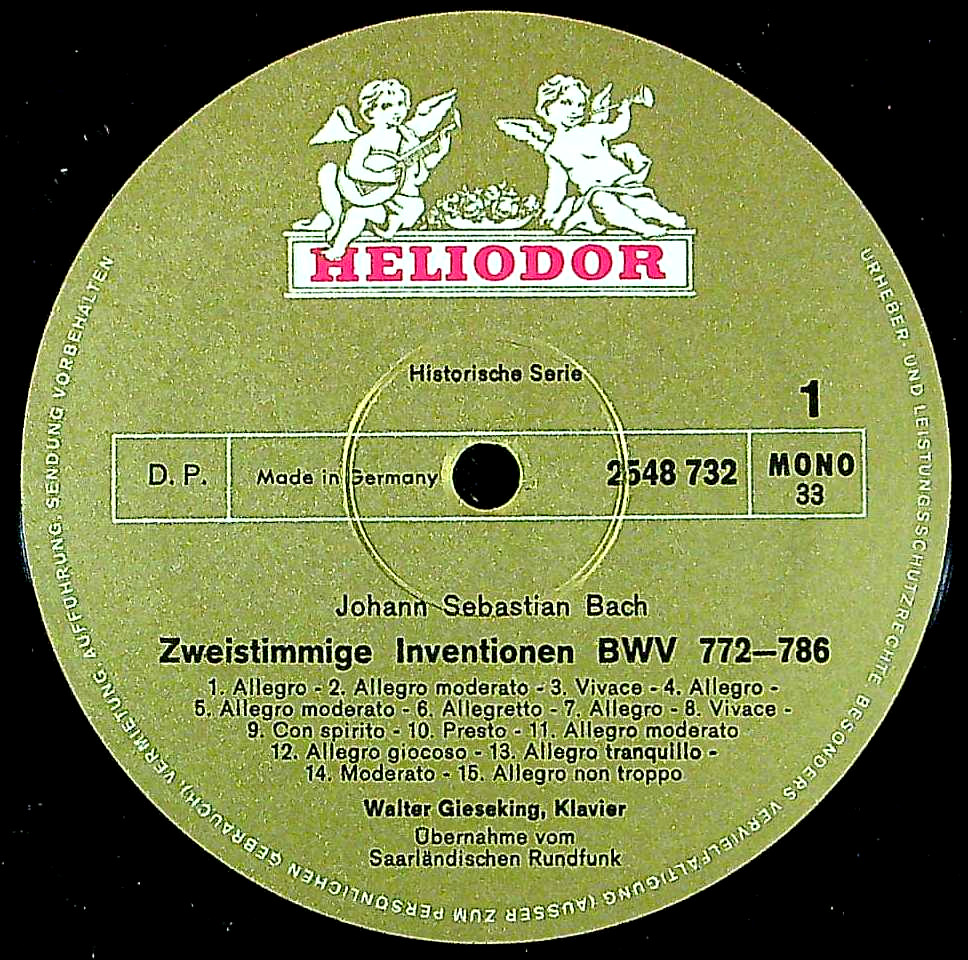 HELIODOR
Historische Serie
1
D.P.
Made in Germany
2548 732
MONO
33
Johann Sebastian Bach
Zweistimmige Inventionen BWV 772—786
1. Allegro - 2. Allegro moderato - 3. Vivace - 4. Allegro -
5. Allegro moderato - 6. Allegretto - 7. Allegro - 8. Vivace -
9. Con spirito - 10. Presto - 11. Allegro moderato
12. Allegro giocoso - 13. Allegro tranquillo -
14. Moderato - 15. Allegro non troppo
Walter Gieseking, Klavier
Übernahme vom
Saarländischen Rundfunk
URHEBER- UND LEISTUNGSSCHUTZRECHTE BESONDERS VERVIELFÄLTIGUNG (AUSSER ZUM PERSÖNLICHEN GEBRAUCH) VERMIETUNG, AUFFÜHRUNG, SENDUNG VORBEHALTEN